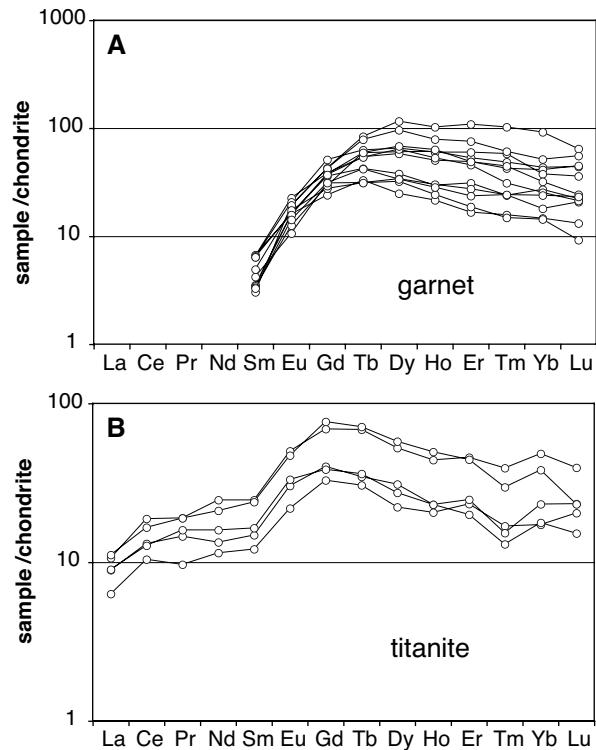 1000
A
100
10
1
sample /chondrite
garnet
La Ce Pr Nd Sm Eu Gd Tb Dy Ho Er Tm Yb Lu
100
B
10
1
sample /chondrite
titanite
La Ce Pr Nd Sm Eu Gd Tb Dy Ho Er Tm Yb Lu